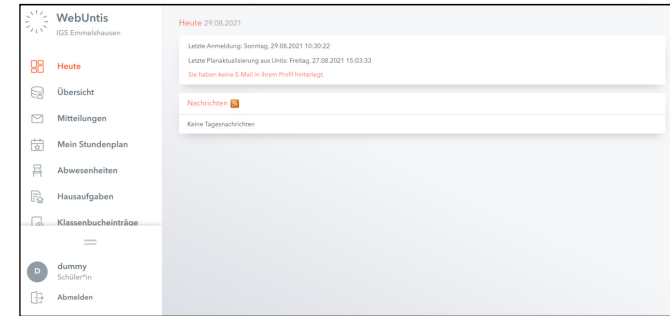 WebUntis
IGS Emmelshausen
Heute
Übersicht
Mitteilungen
Mein Stundenplan
Abwesenheiten
Hausaufgaben
Klassenbucheinträge
D
dummy
Schüler*in
Abmelden
Heute 29.08.2021
Letzte Anmeldung: Sonntag, 29.08.2021 10:30:22
Letzte Planaktualisierung aus Untis: Freitag, 27.08.2021 15:03:33
Sie haben keine E-Mail in ihrem Profil hinterlegt.
Nachrichten
Keine Tagesnachrichten